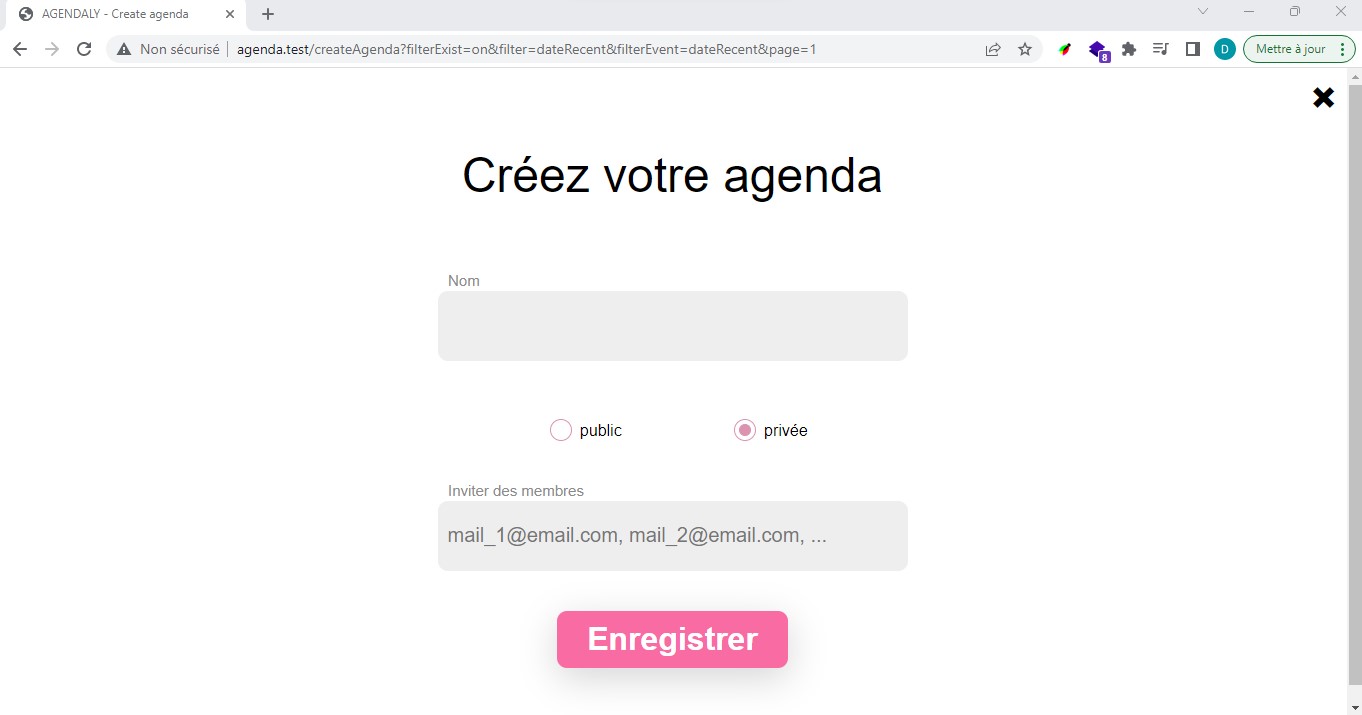 AGENDALY - Create agenda
Non sécurisé
agenda.test/createAgenda?filterExist=on&filter=dateRecent&filterEvent=dateRecent&page=1
8
D
Mettre à jour
Créez votre agenda
Nom
public
privée
Inviter des membres
mail_1@email.com, mail_2@email.com, ...
Enregistrer